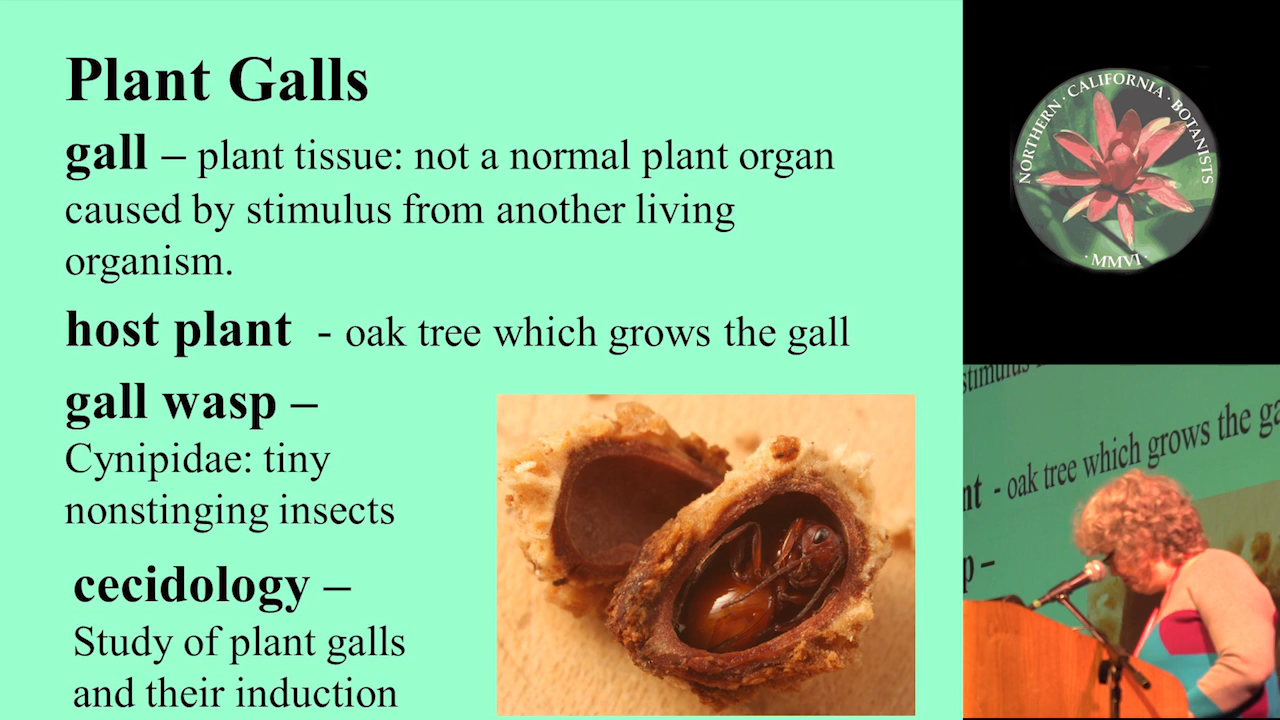 Plant Galls
gall – plant tissue: not a normal plant organ
caused by stimulus from another living
organism.
host plant - oak tree which grows the gall
gall wasp –
Cynipidae: tiny
nonstinging insects
cecidology –
Study of plant galls
and their induction
NORTHERN · CALIFORNIA · BOTANISTS
· MMVI ·
stimulus
nt - oak tree which grows the ga
p –